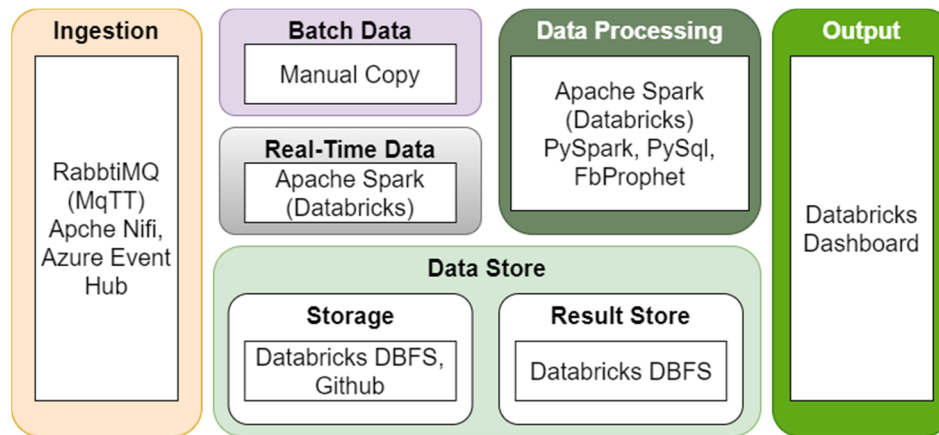 Ingestion
RabbtiMQ
(MqTT)
Apche Nifi,
Azure Event
Hub
Batch Data
Manual Copy
Real-Time Data
Apache Spark
(Databricks)
Data Processing
Apache Spark
(Databricks)
PySpark, PySql,
FbProphet
Data Store
Storage
Databricks DBFS,
Github
Result Store
Databricks DBFS
Output
Databricks
Dashboard